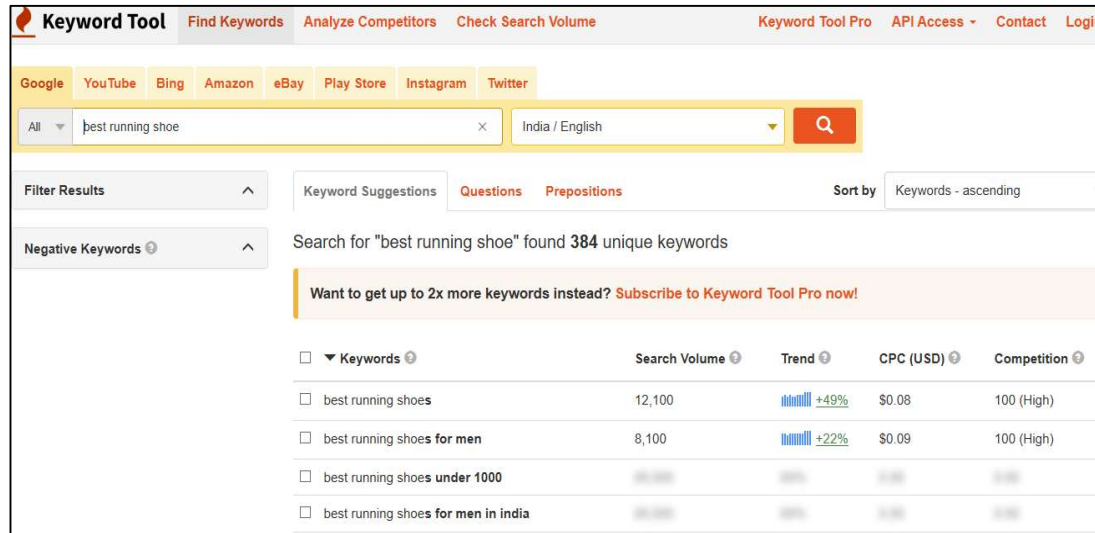 Keyword Tool Find Keywords Analyze Competitors Check Search Volume Keyword Tool Pro API Access Contact
Google YouTube Bing Amazon eBay Play Store Instagram Twitter
All best running shoe × India / English
Filter Results Keyword Suggestions Questions Prepositions Sort by Keywords - ascending
Negative Keywords ? Search for "best running shoe" found 384 unique keywords
Want to get up to 2x more keywords instead? Subscribe to Keyword Tool Pro now!
Keywords ? Search Volume ? Trend ? CPC (USD) ? Competition ?
best running shoes 12,100 +49% $0.08 100 (High)
best running shoes for men 8,100 +22% $0.09 100 (High)
best running shoes under 1000
best running shoes for men in india